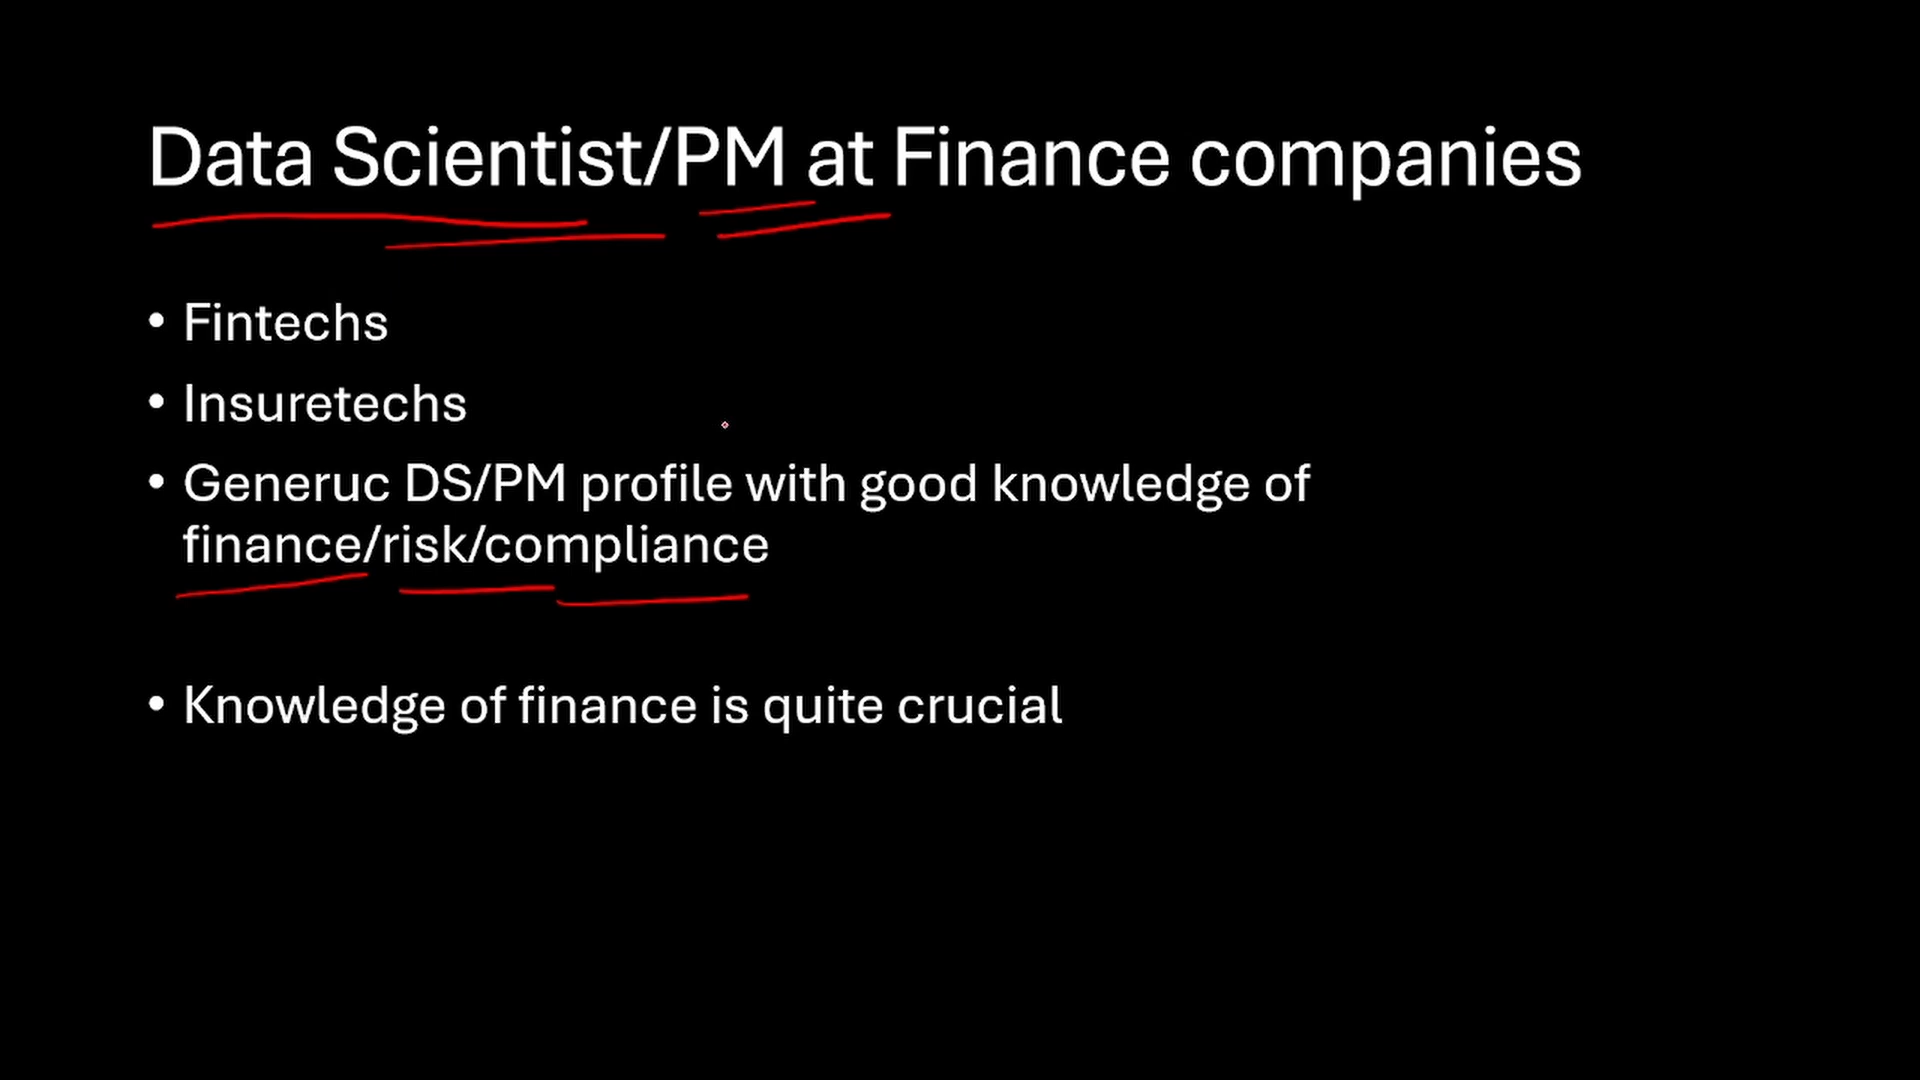 Data Scientist/PM at Finance companies
• Fintechs
• Insuretechs
• Generuc DS/PM profile with good knowledge of
finance/risk/compliance
• Knowledge of finance is quite crucial